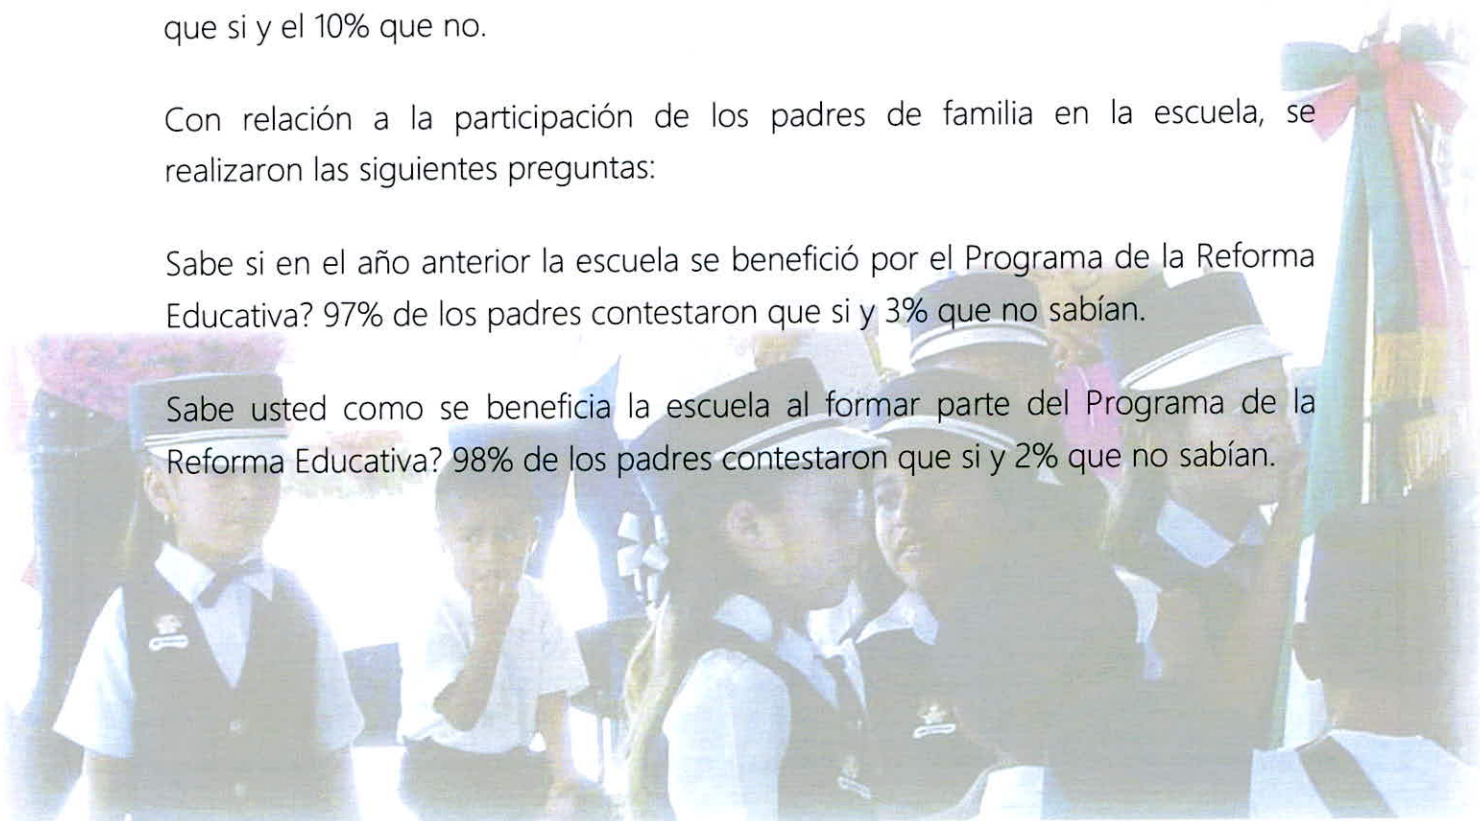 que si y el 10% que no.
Con relación a la participación de los padres de familia en la escuela, se
realizaron las siguientes preguntas:
Sabe si en el año anterior la escuela se benefició por el Programa de la Reforma
Educativa? 97% de los padres contestaron que si y 3% que no sabían.
Sabe usted como se beneficia la escuela al formar parte del Programa de la
Reforma Educativa? 98% de los padres contestaron que si y 2% que no sabían.